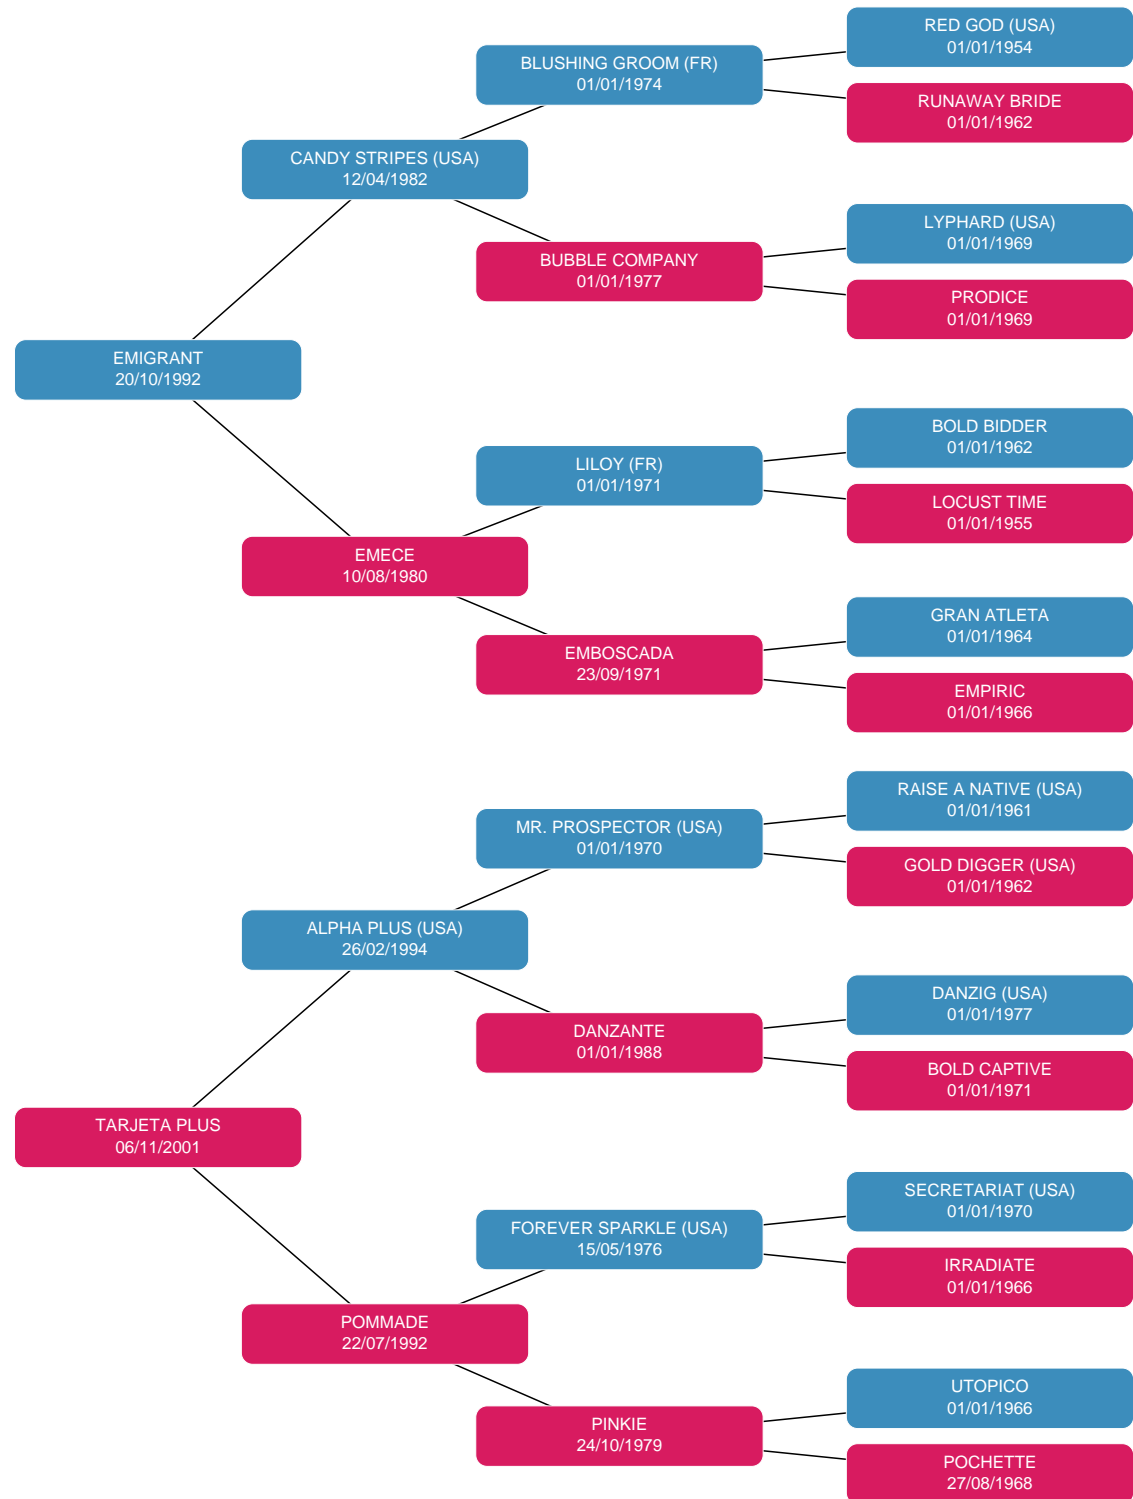 RED GOD (USA)
01/01/1954
BLUSHING GROOM (FR)
01/01/1974
RUNAWAY BRIDE
01/01/1962
CANDY STRIPES (USA)
12/04/1982
LYPHARD (USA)
01/01/1969
BUBBLE COMPANY
01/01/1977
PRODICE
01/01/1969
EMIGRANT
20/10/1992
BOLD BIDDER
01/01/1962
LILOY (FR)
01/01/1971
LOCUST TIME
01/01/1955
EMECE
10/08/1980
GRAN ATLETA
01/01/1964
EMBOSCADA
23/09/1971
EMPIRIC
01/01/1966
RAISE A NATIVE (USA)
01/01/1961
MR. PROSPECTOR (USA)
01/01/1970
GOLD DIGGER (USA)
01/01/1962
ALPHA PLUS (USA)
26/02/1994
DANZIG (USA)
01/01/1977
DANZANTE
01/01/1988
BOLD CAPTIVE
01/01/1971
TARJETA PLUS
06/11/2001
SECRETARIAT (USA)
01/01/1970
FOREVER SPARKLE (USA)
15/05/1976
IRRADIATE
01/01/1966
POMMADE
22/07/1992
UTOPICO
01/01/1966
PINKIE
24/10/1979
POCHETTE
27/08/1968